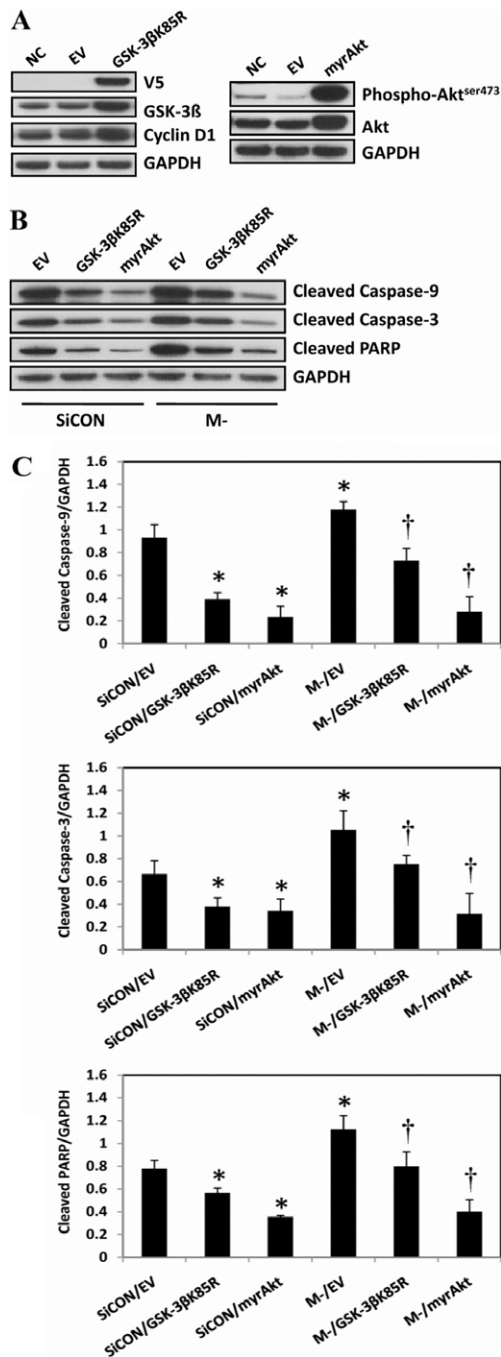 A
NC EV GSK-3βK85R
V5
GSK-3ß
Cyclin D1
GAPDH
NC EV myrAkt
Phospho-Aktser473
Akt
GAPDH
B
EV GSK-3βK85R myrAkt EV GSK-3βK85R myrAkt
Cleaved Caspase-9
Cleaved Caspase-3
Cleaved PARP
GAPDH
SiCON M-
C
Cleaved Caspase-9/GAPDH
1.6
1.4
1.2
1
0.8
0.6
0.4
0.2
0
* * * † †
SiCON/EV SiCON/GSK-3βK85R SiCON/myrAkt M-/EV M-/GSK-3βK85R M-/myrAkt
Cleaved Caspase-3/GAPDH
1.6
1.4
1.2
1
0.8
0.6
0.4
0.2
0
* * * † †
SiCON/EV SiCON/GSK-3βK85R SiCON/myrAkt M-/EV M-/GSK-3βK85R M-/myrAkt
Cleaved PARP/GAPDH
1.6
1.4
1.2
1
0.8
0.6
0.4
0.2
0
* * * † †
SiCON/EV SiCON/GSK-3βK85R SiCON/myrAkt M-/EV M-/GSK-3βK85R M-/myrAkt